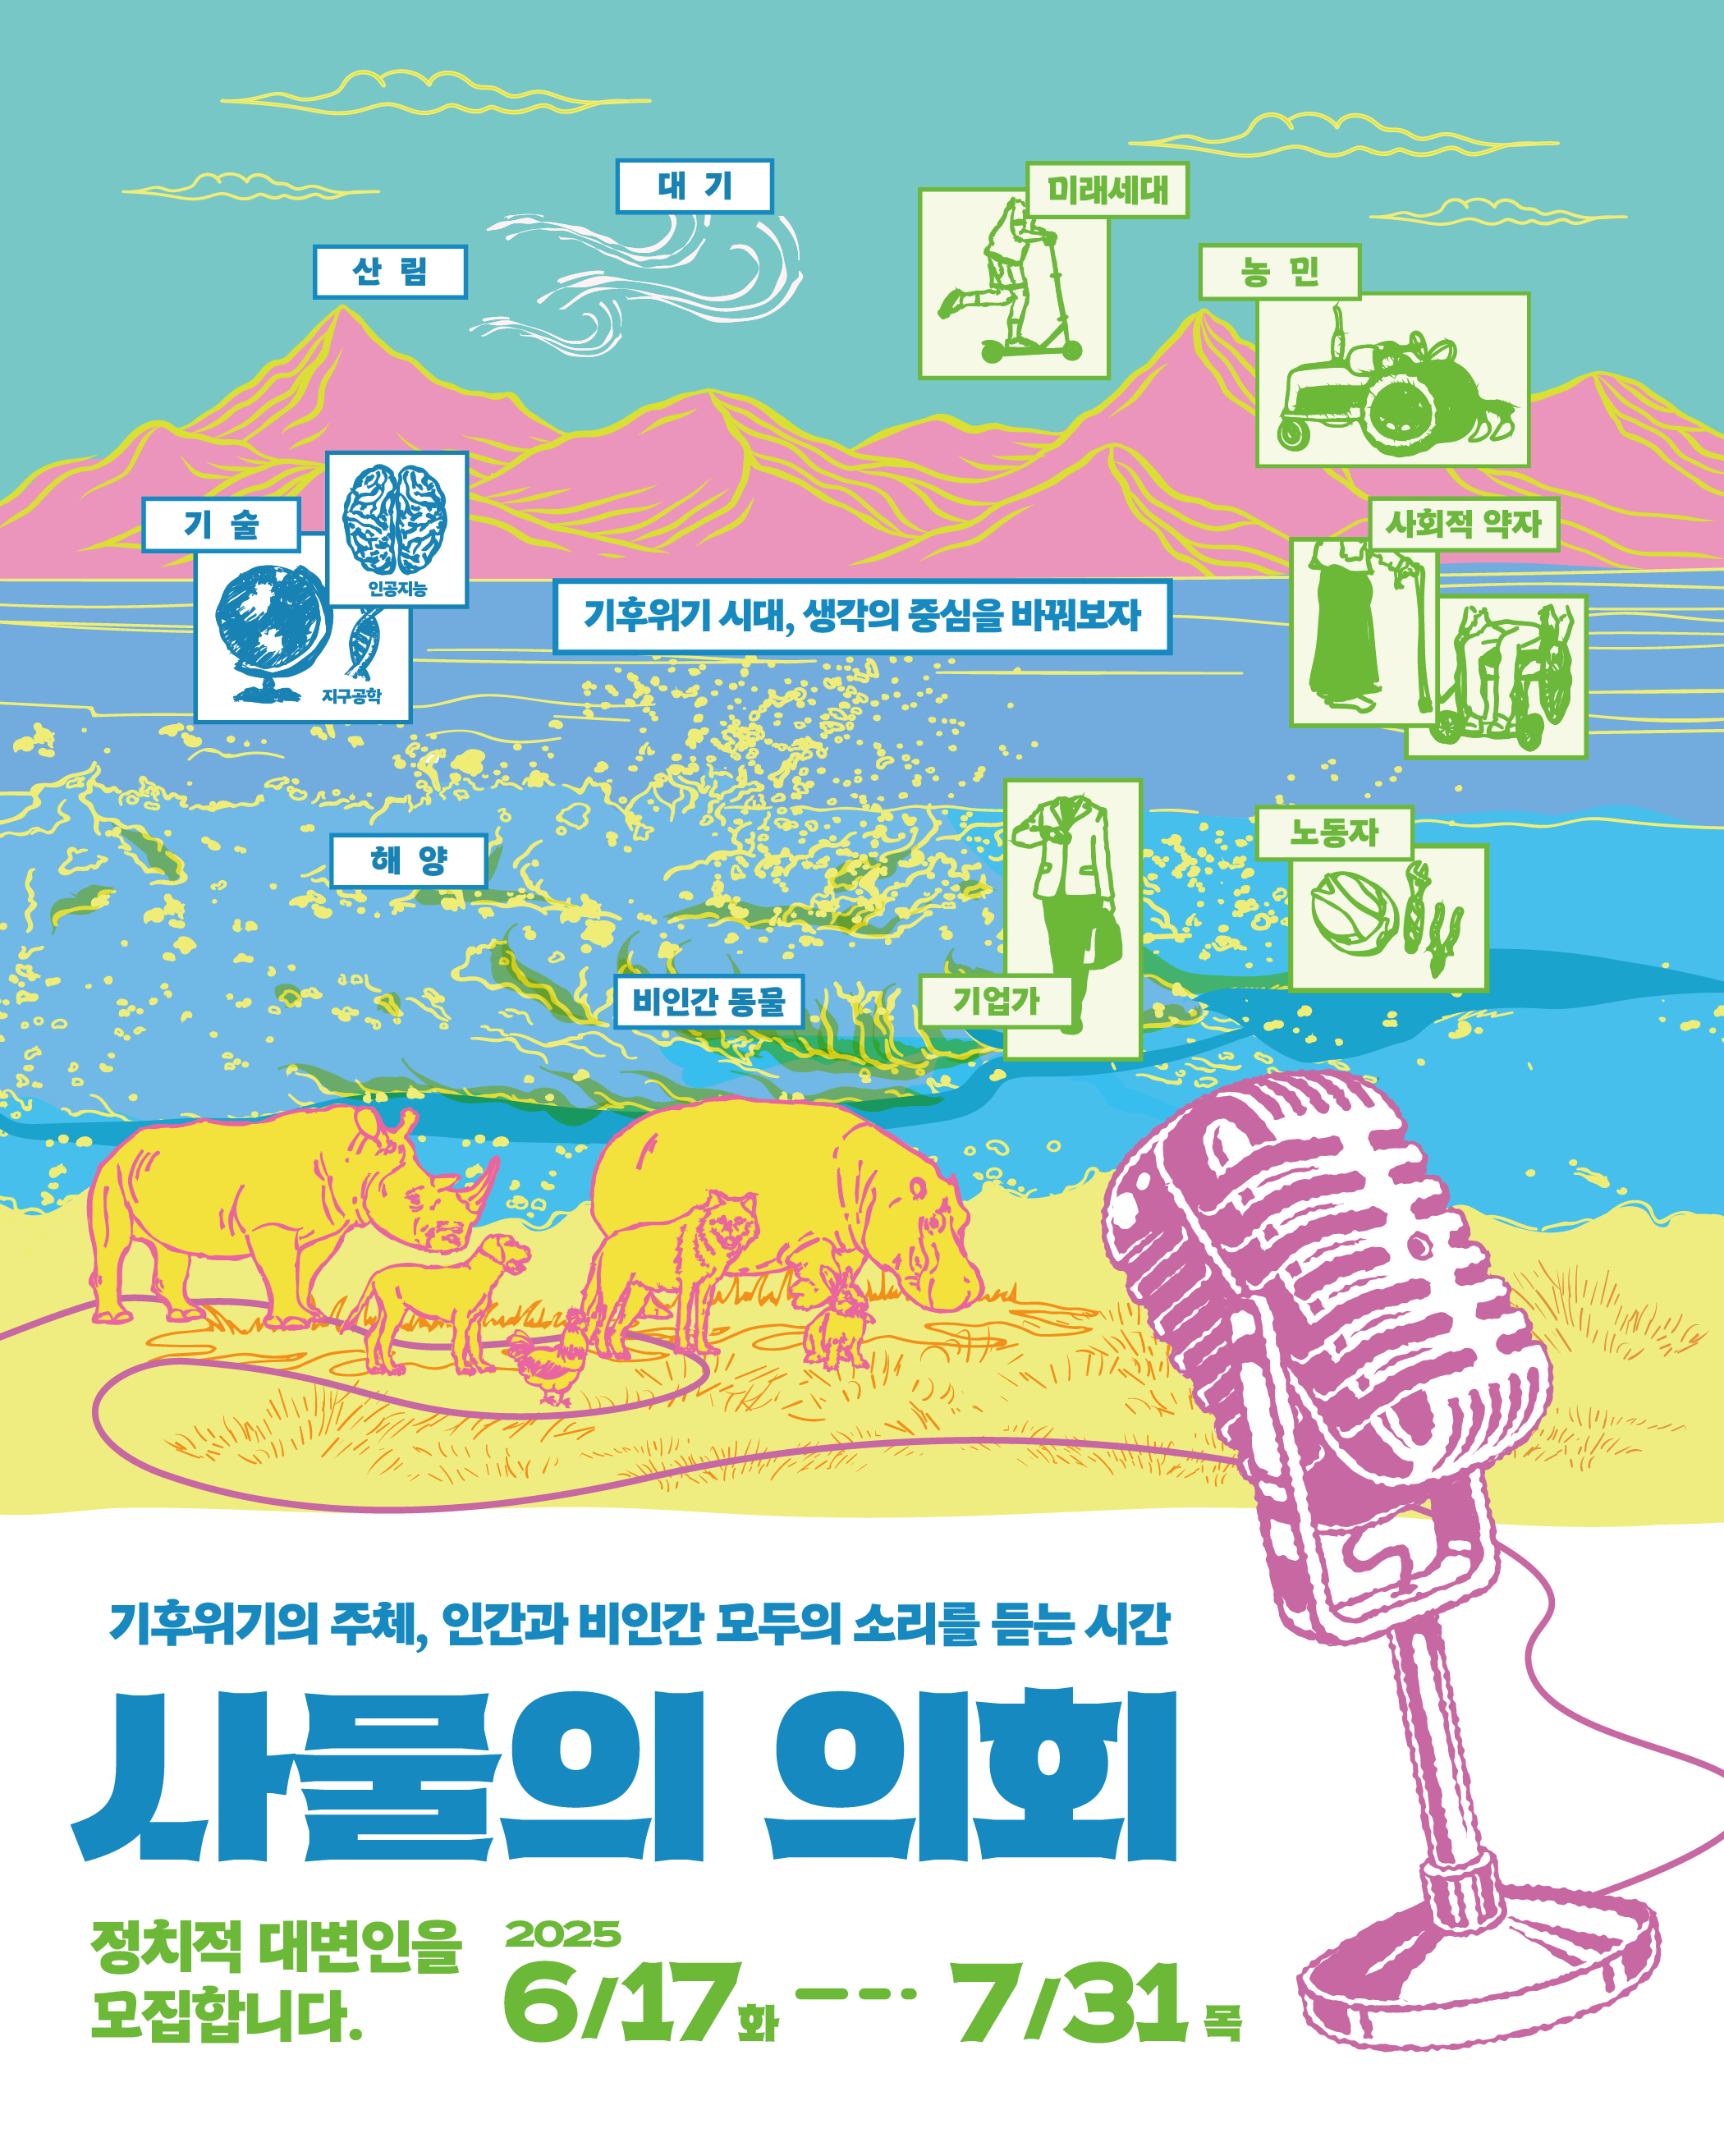 대기
미래세대
산림
농민
기술
인공지능
지구공학
사회적 약자
기후위기 시대, 생각의 중심을 바꿔보자
해양
노동자
비인간 동물
기업가
기후위기의 주체, 인간과 비인간 모두의 소리를 듣는 시간
사물의 의회
정치적 대변인을
모집합니다.
2025
6/17화 --- 7/31 목